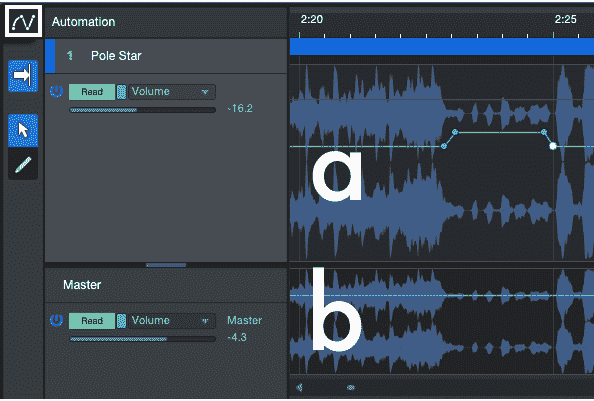 Automation
2:20
2:25
1
Pole Star
Read
Volume
-16.2
a
Master
Read
Volume
Master
-4.3
b